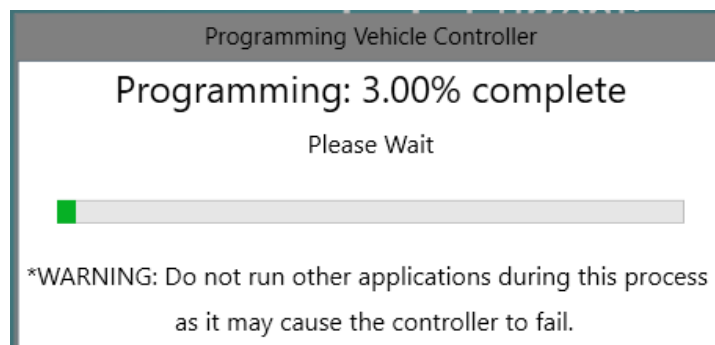 Programming Vehicle Controller
Programming: 3.00% complete
Please Wait
*WARNING: Do not run other applications during this process
as it may cause the controller to fail.